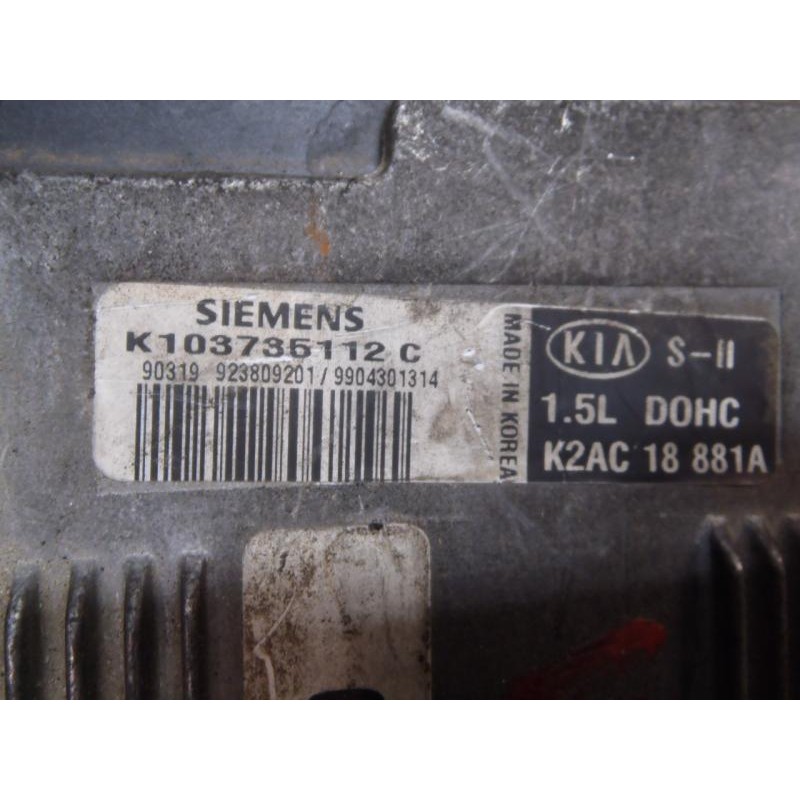 SIEMENS
K103735112 C
90319 923809201 / 9904301314
MADE IN KOREA
KIA S-II
1.5L DOHC
K2AC 18 881A